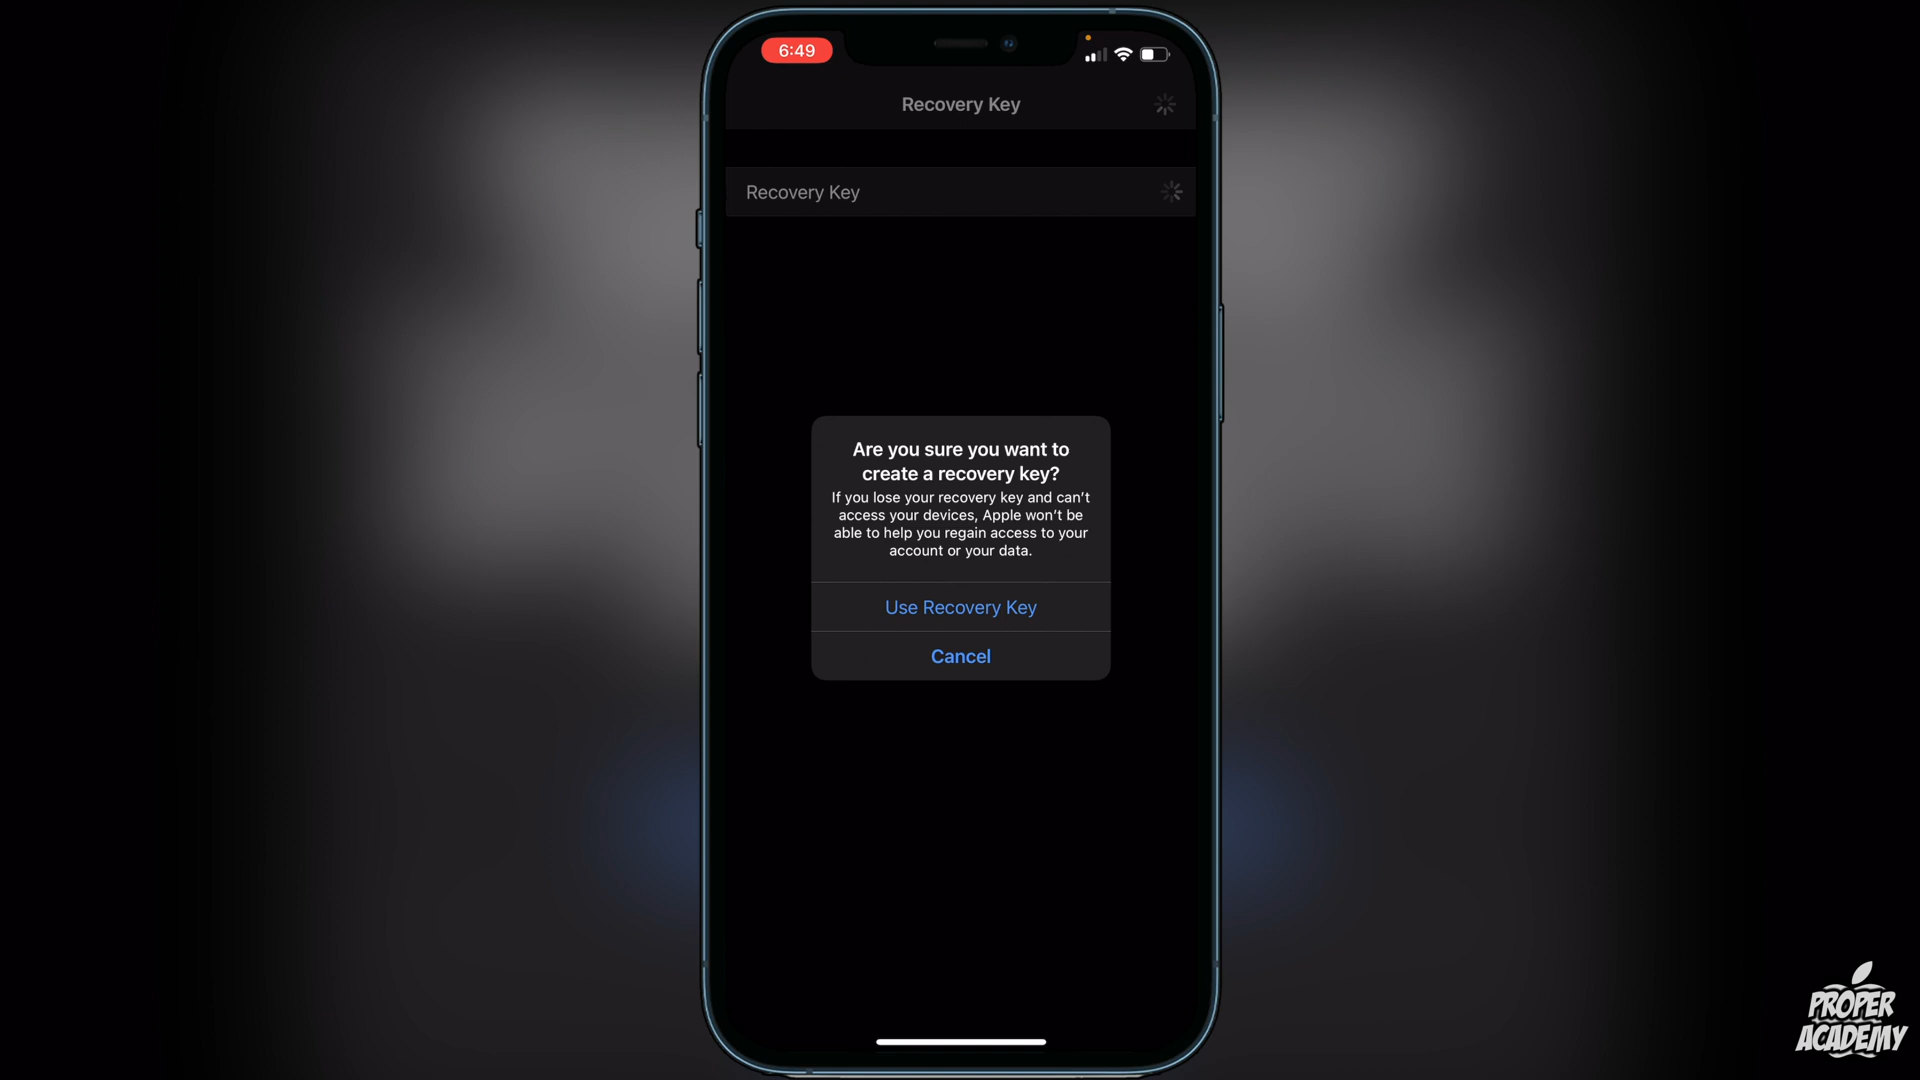 6:49
Recovery Key
Recovery Key
Are you sure you want to
create a recovery key?
If you lose your recovery key and can't
access your devices, Apple won't be
able to help you regain access to your
account or your data.
Use Recovery Key
Cancel
PROPER
ACADEMY